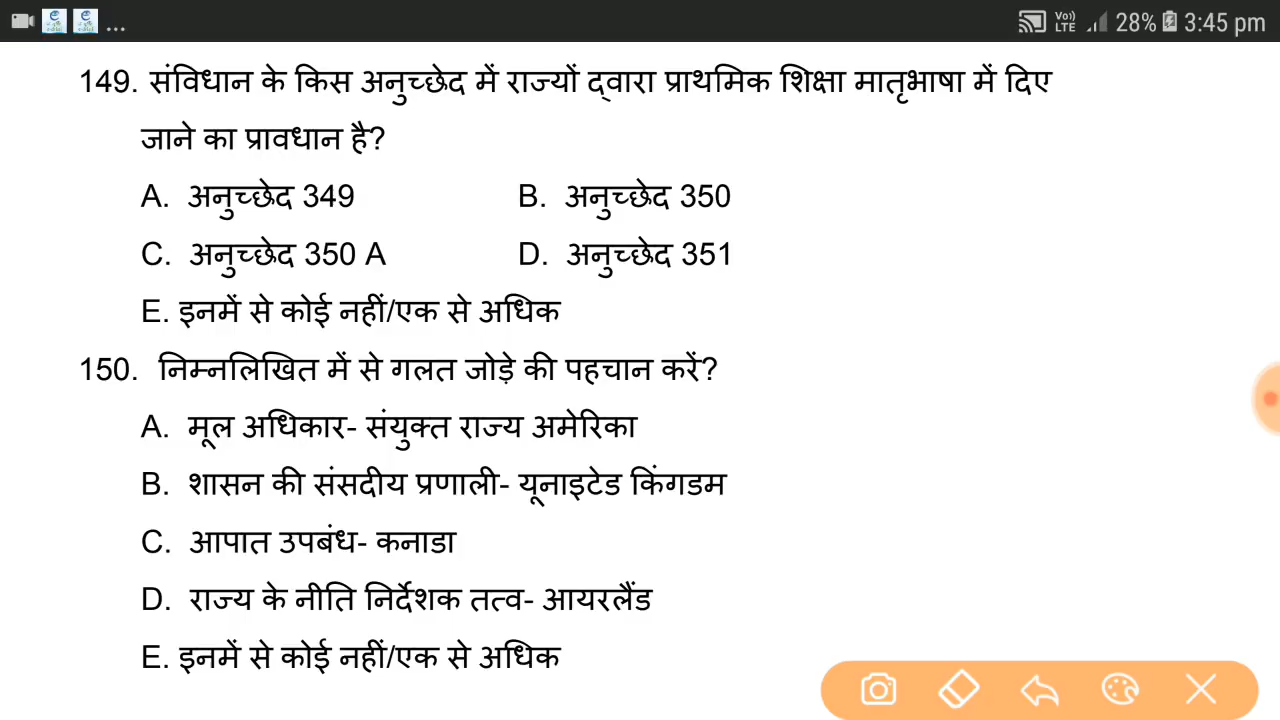 ... Vo) LTE 28% 3:45 pm
149. संविधान के किस अनुच्छेद में राज्यों द्वारा प्राथमिक शिक्षा मातृभाषा में दिए
जाने का प्रावधान है?
A. अनुच्छेद 349 B. अनुच्छेद 350
C. अनुच्छेद 350 A D. अनुच्छेद 351
E. इनमें से कोई नहीं/एक से अधिक
150. निम्नलिखित में से गलत जोड़े की पहचान करें?
A. मूल अधिकार- संयुक्त राज्य अमेरिका
B. शासन की संसदीय प्रणाली- यूनाइटेड किंगडम
C. आपात उपबंध- कनाडा
D. राज्य के नीति निर्देशक तत्व- आयरलैंड
E. इनमें से कोई नहीं/एक से अधिक